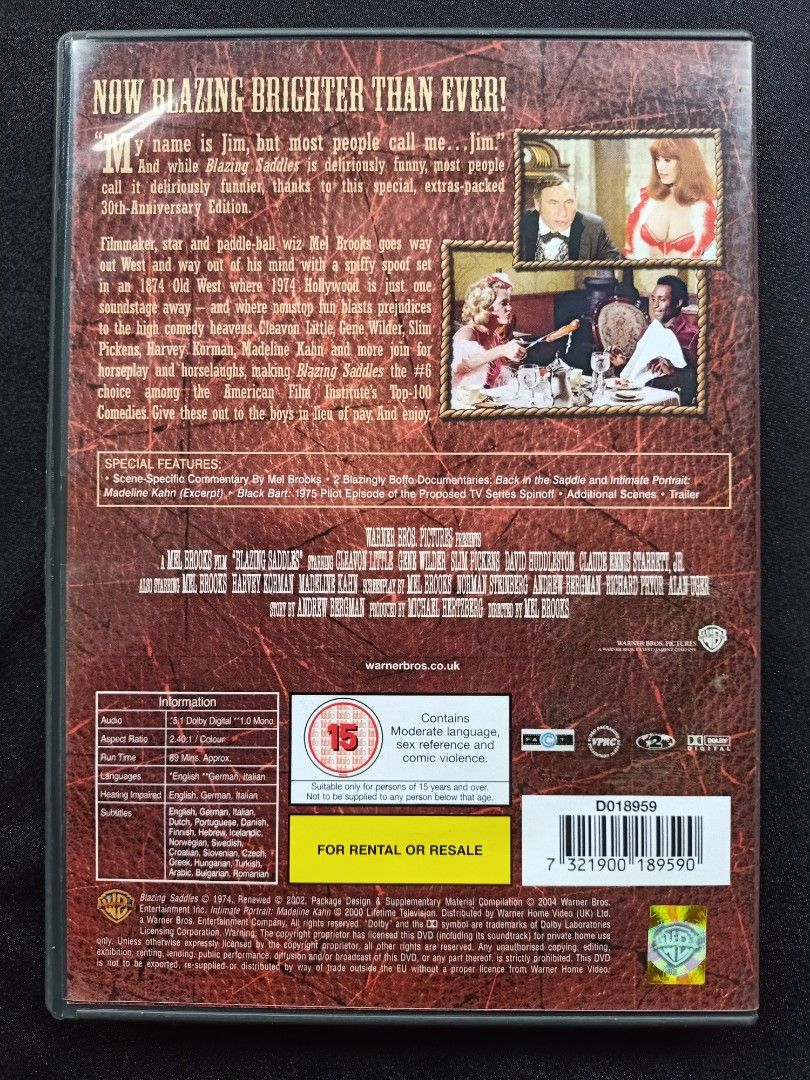 NOW BLAZING BRIGHTER THAN EVER!
"My name is Jim, but most people call me...Jim."
And while Blazing Saddles is deliriously funny, most people
call it deliriously funnier, thanks to this special, extras-packed
30th-Anniversary Edition.
Filmmaker, star and paddle-ball wiz Mel Brooks goes way
out West and way out of his mind with a spiffy spoof set
in an 1874 Old West where 1974 Hollywood is just one
soundstage away – and where nonstop fun blasts prejudices
to the high comedy heavens. Cleavon Little, Gene Wilder, Slim
Pickens, Harvey Korman, Madeline Kahn and more join for
horseplay and horselaughs, making Blazing Saddles the #6
choice among the American Film Institute's Top-100
Comedies. Give these out to the boys in lieu of pay. And enjoy.
SPECIAL FEATURES:
• Scene-Specific Commentary By Mel Brooks • 2 Blazingly Boffo Documentaries: Back in the Saddle and Intimate Portrait:
Madeline Kahn (Excerpt) • Black Bart: 1975 Pilot Episode of the Proposed TV Series Spinoff • Additional Scenes • Trailer
WARNER BROS. PICTURES PRESENTS
A MEL BROOKS FILM "BLAZING SADDLES" STARRING CLEAVON LITTLE GENE WILDER SLIM PICKENS DAVID HUDDLESTON CLAUDE ENNIS STARRETT, JR.
ALSO STARRING MEL BROOKS HARVEY KORMAN MADELINE KAHN SCREENPLAY BY MEL BROOKS NORMAN STEINBERG ANDREW BERGMAN RICHARD PRYOR ALAN UGER
STORY BY ANDREW BERGMAN PRODUCED BY MICHAEL HERTZBERG DIRECTED BY MEL BROOKS
WARNER BROS. PICTURES
A WARNER BROS. ENTERTAINMENT COMPANY
warnerbros.co.uk
Information
Audio *5.1 Dolby Digital **1.0 Mono
Aspect Ratio 2.40:1 / Colour
Run Time 89 Mins. Approx.
Languages *English **German, Italian
Hearing Impaired English, German, Italian
Subtitles English, German, Italian,
Dutch, Portuguese, Danish,
Finnish, Hebrew, Icelandic,
Norwegian, Swedish,
Croatian, Slovenian, Czech,
Greek, Hungarian, Turkish,
Arabic, Bulgarian, Romanian
15
Contains
Moderate language,
sex reference and
comic violence.
Suitable only for persons of 15 years and over.
Not to be supplied to any person below that age.
FOR RENTAL OR RESALE
FACT
VPRC
2
DOLBY
DIGITAL
D018959
7 321900 189590
Blazing Saddles © 1974, Renewed © 2002. Package Design & Supplementary Material Compilation © 2004 Warner Bros.
Entertainment Inc. Intimate Portrait: Madeline Kahn © 2000 Lifetime Television. Distributed by Warner Home Video (UK) Ltd.
a Warner Bros. Entertainment Company. All rights reserved. "Dolby" and the symbol are trademarks of Dolby Laboratories
Licensing Corporation. Warning: The copyright proprietor has licensed this DVD (including its soundtrack) for private home use
only. Unless otherwise expressly licensed by the copyright proprietor, all other rights are reserved. Any unauthorised copying, editing,
exhibition, renting, lending, public performance, diffusion and/or broadcast of this DVD, or any part thereof, is strictly prohibited. This DVD
is not to be exported, re-supplied or distributed by way of trade outside the EU without a proper licence from Warner Home Video.